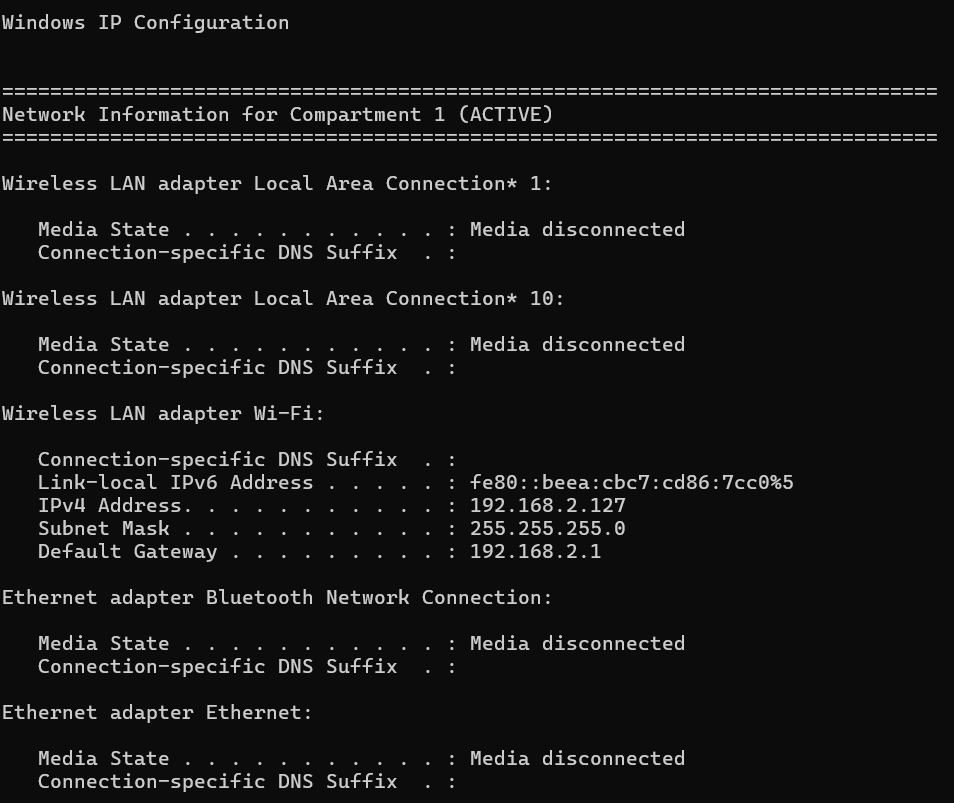 Windows IP Configuration
==============================================================================
Network Information for Compartment 1 (ACTIVE)
==============================================================================
Wireless LAN adapter Local Area Connection* 1:
   Media State . . . . . . . . . . . : Media disconnected
   Connection-specific DNS Suffix  . :
Wireless LAN adapter Local Area Connection* 10:
   Media State . . . . . . . . . . . : Media disconnected
   Connection-specific DNS Suffix  . :
Wireless LAN adapter Wi-Fi:
   Connection-specific DNS Suffix  . :
   Link-local IPv6 Address . . . . . : fe80::beea:cbc7:cd86:7cc0%5
   IPv4 Address. . . . . . . . . . . : 192.168.2.127
   Subnet Mask . . . . . . . . . . . : 255.255.255.0
   Default Gateway . . . . . . . . . : 192.168.2.1
Ethernet adapter Bluetooth Network Connection:
   Media State . . . . . . . . . . . : Media disconnected
   Connection-specific DNS Suffix  . :
Ethernet adapter Ethernet:
   Media State . . . . . . . . . . . : Media disconnected
   Connection-specific DNS Suffix  . :